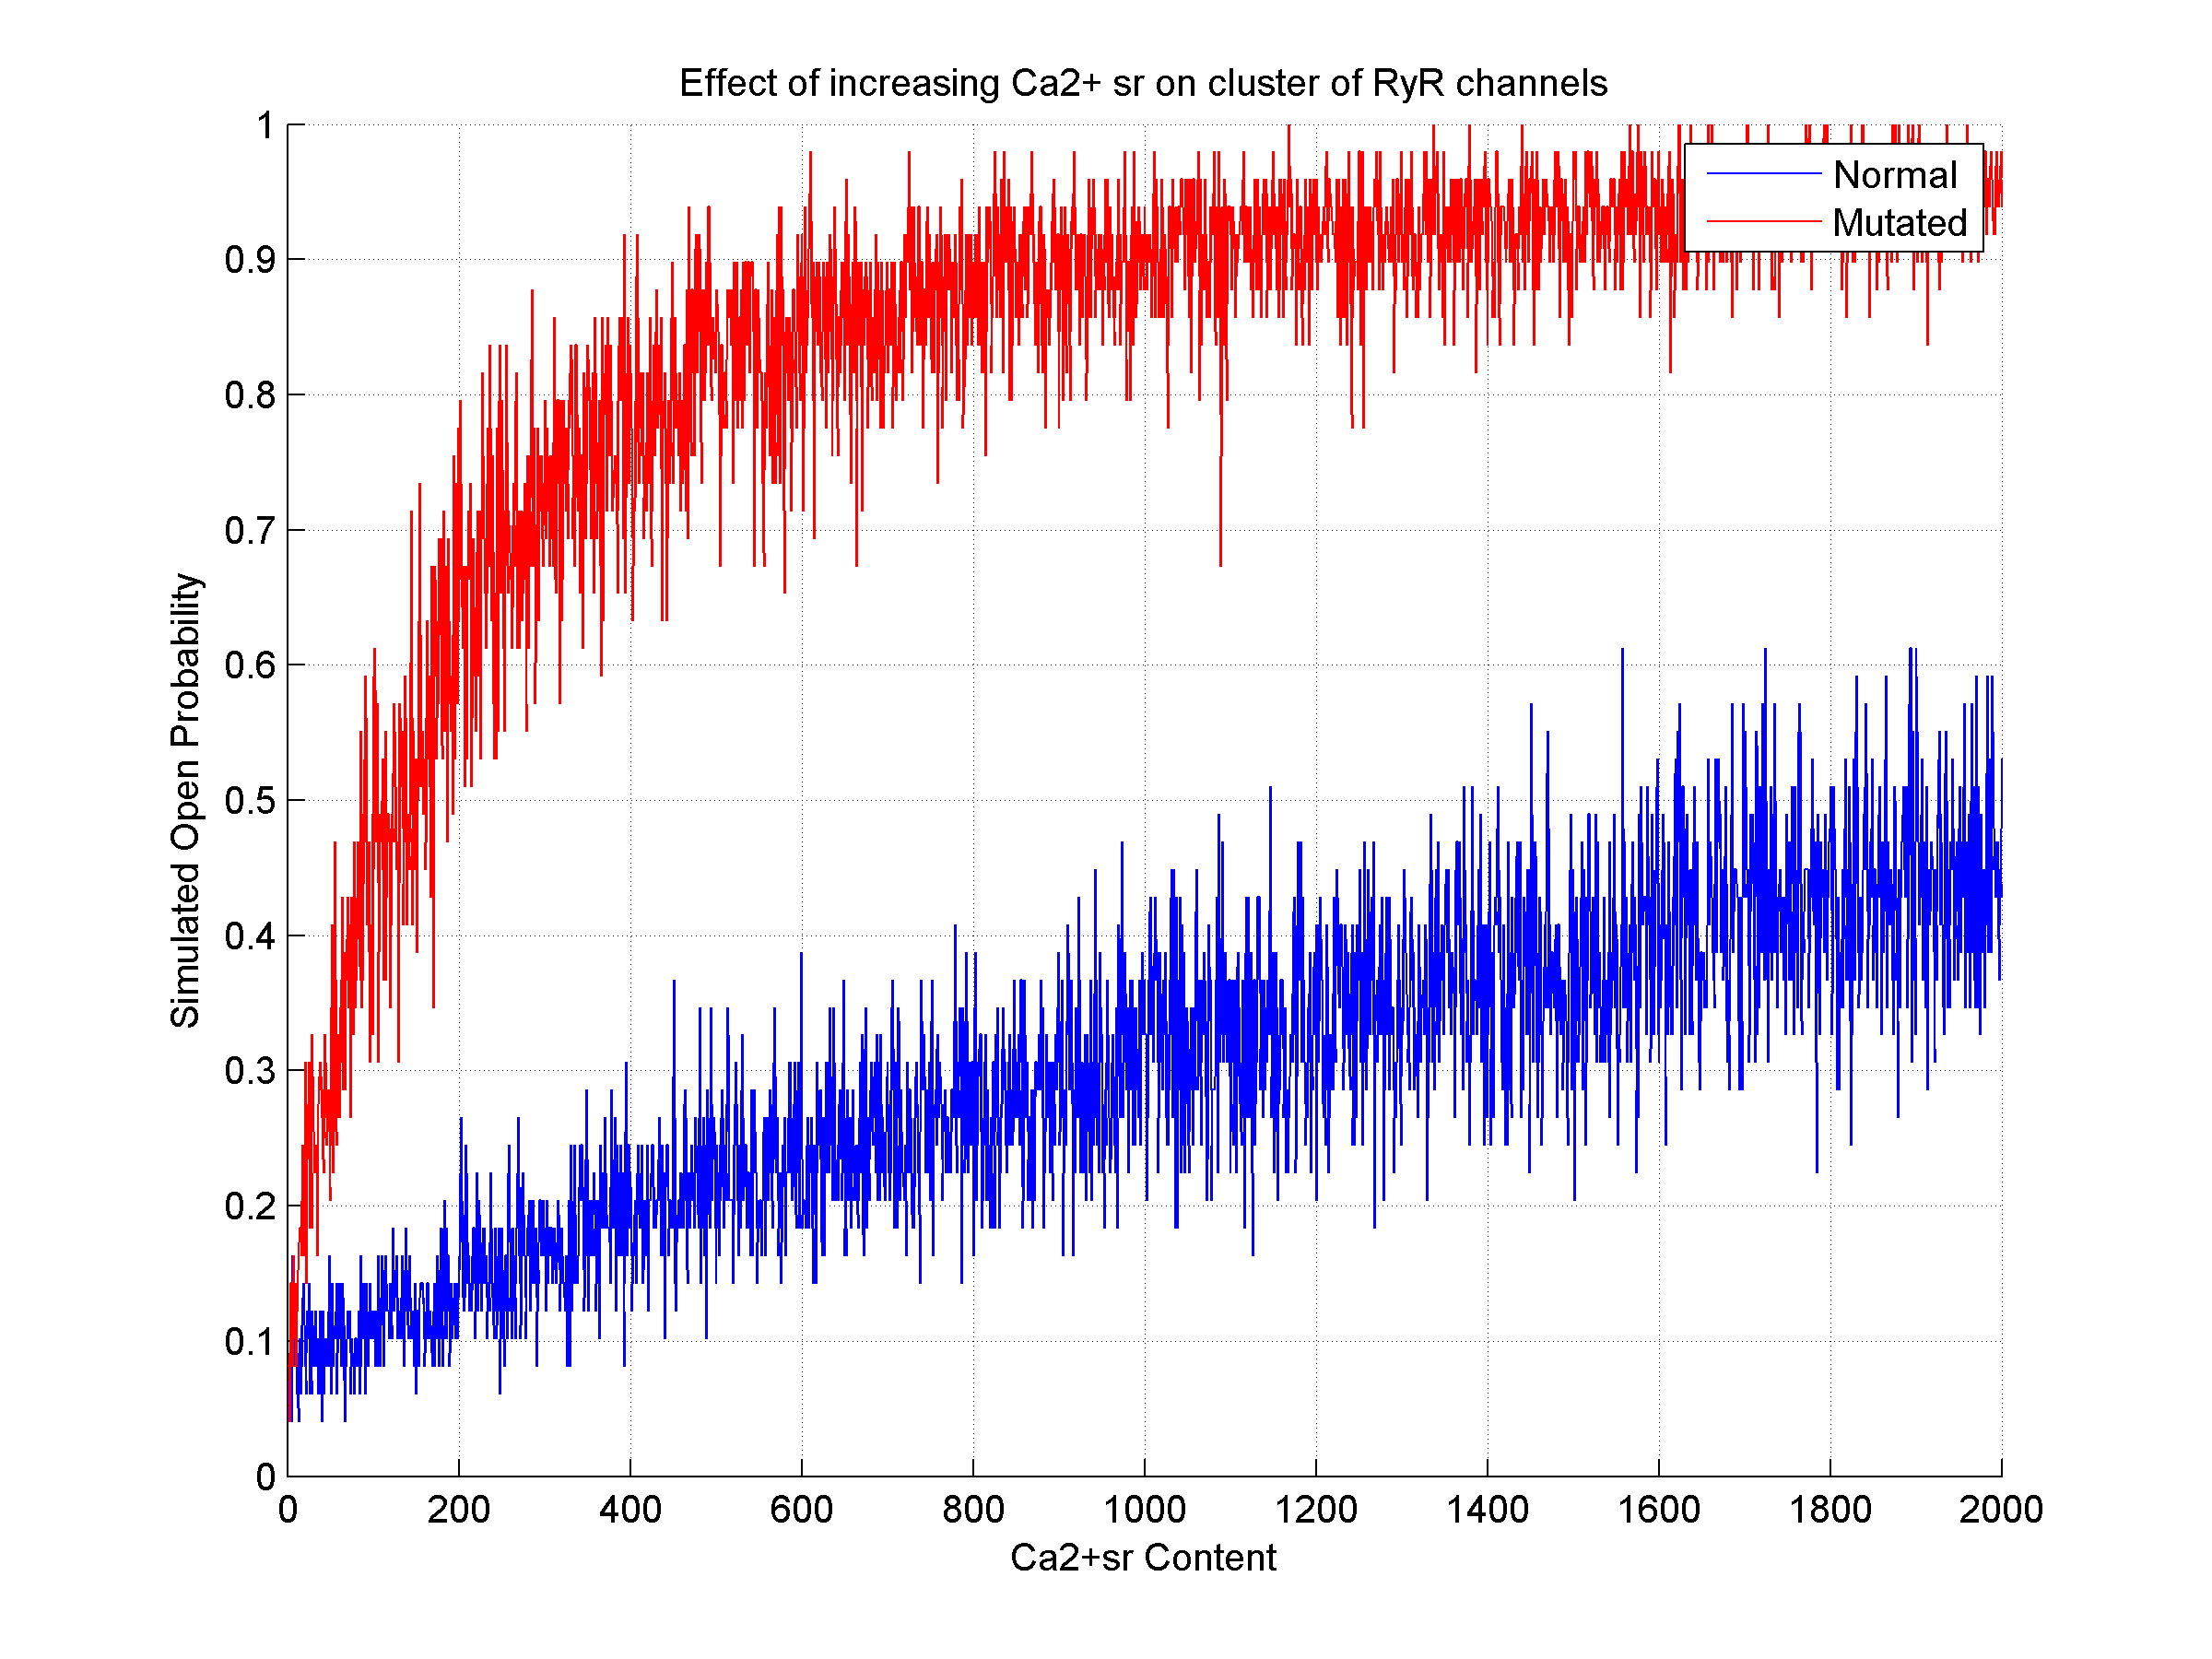 Effect of increasing Ca2+ sr on cluster of RyR channels
1
0.9
0.8
0.7
0.6
0.5
0.4
0.3
0.2
0.1
0
Simulated Open Probability
Normal
Mutated
0 200 400 600 800 1000 1200 1400 1600 1800 2000
Ca2+sr Content